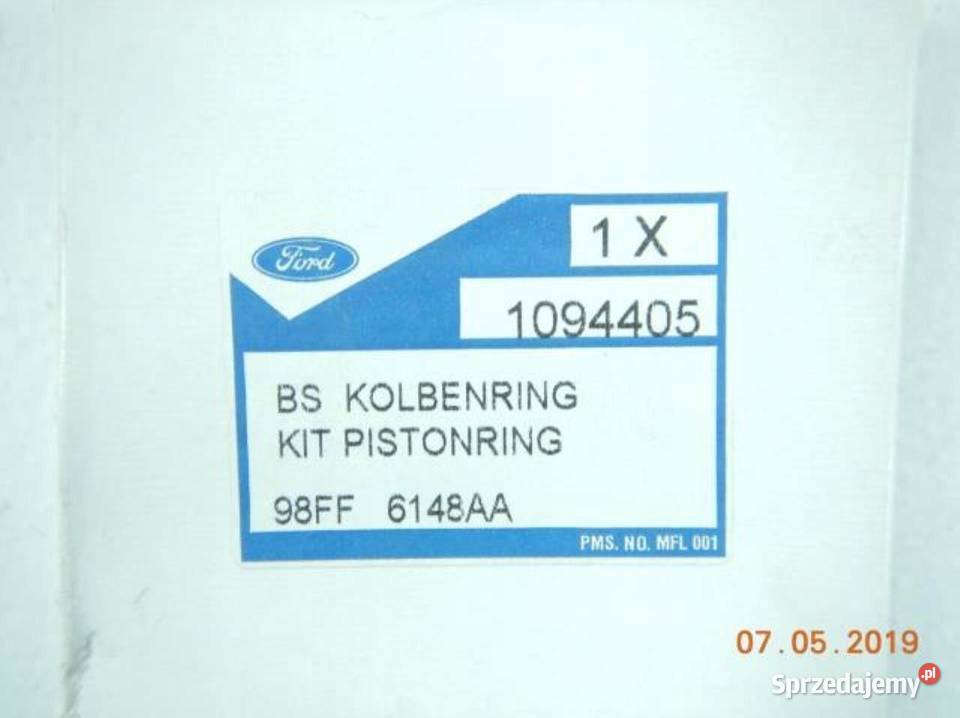 Ford
1 X
1094405
BS KOLBENRING
KIT PISTONRING
98FF 6148AA
PMS. NO. MFL 001
07.05.2019
Sprzedajemy.pl